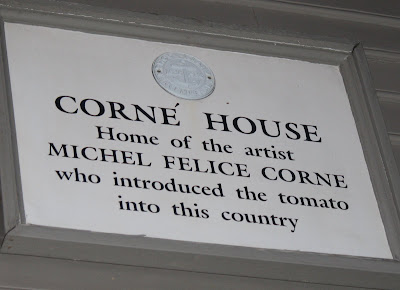 CORNÉ HOUSE
Home of the artist
MICHEL FELICE CORNE
who introduced the tomato
into this country